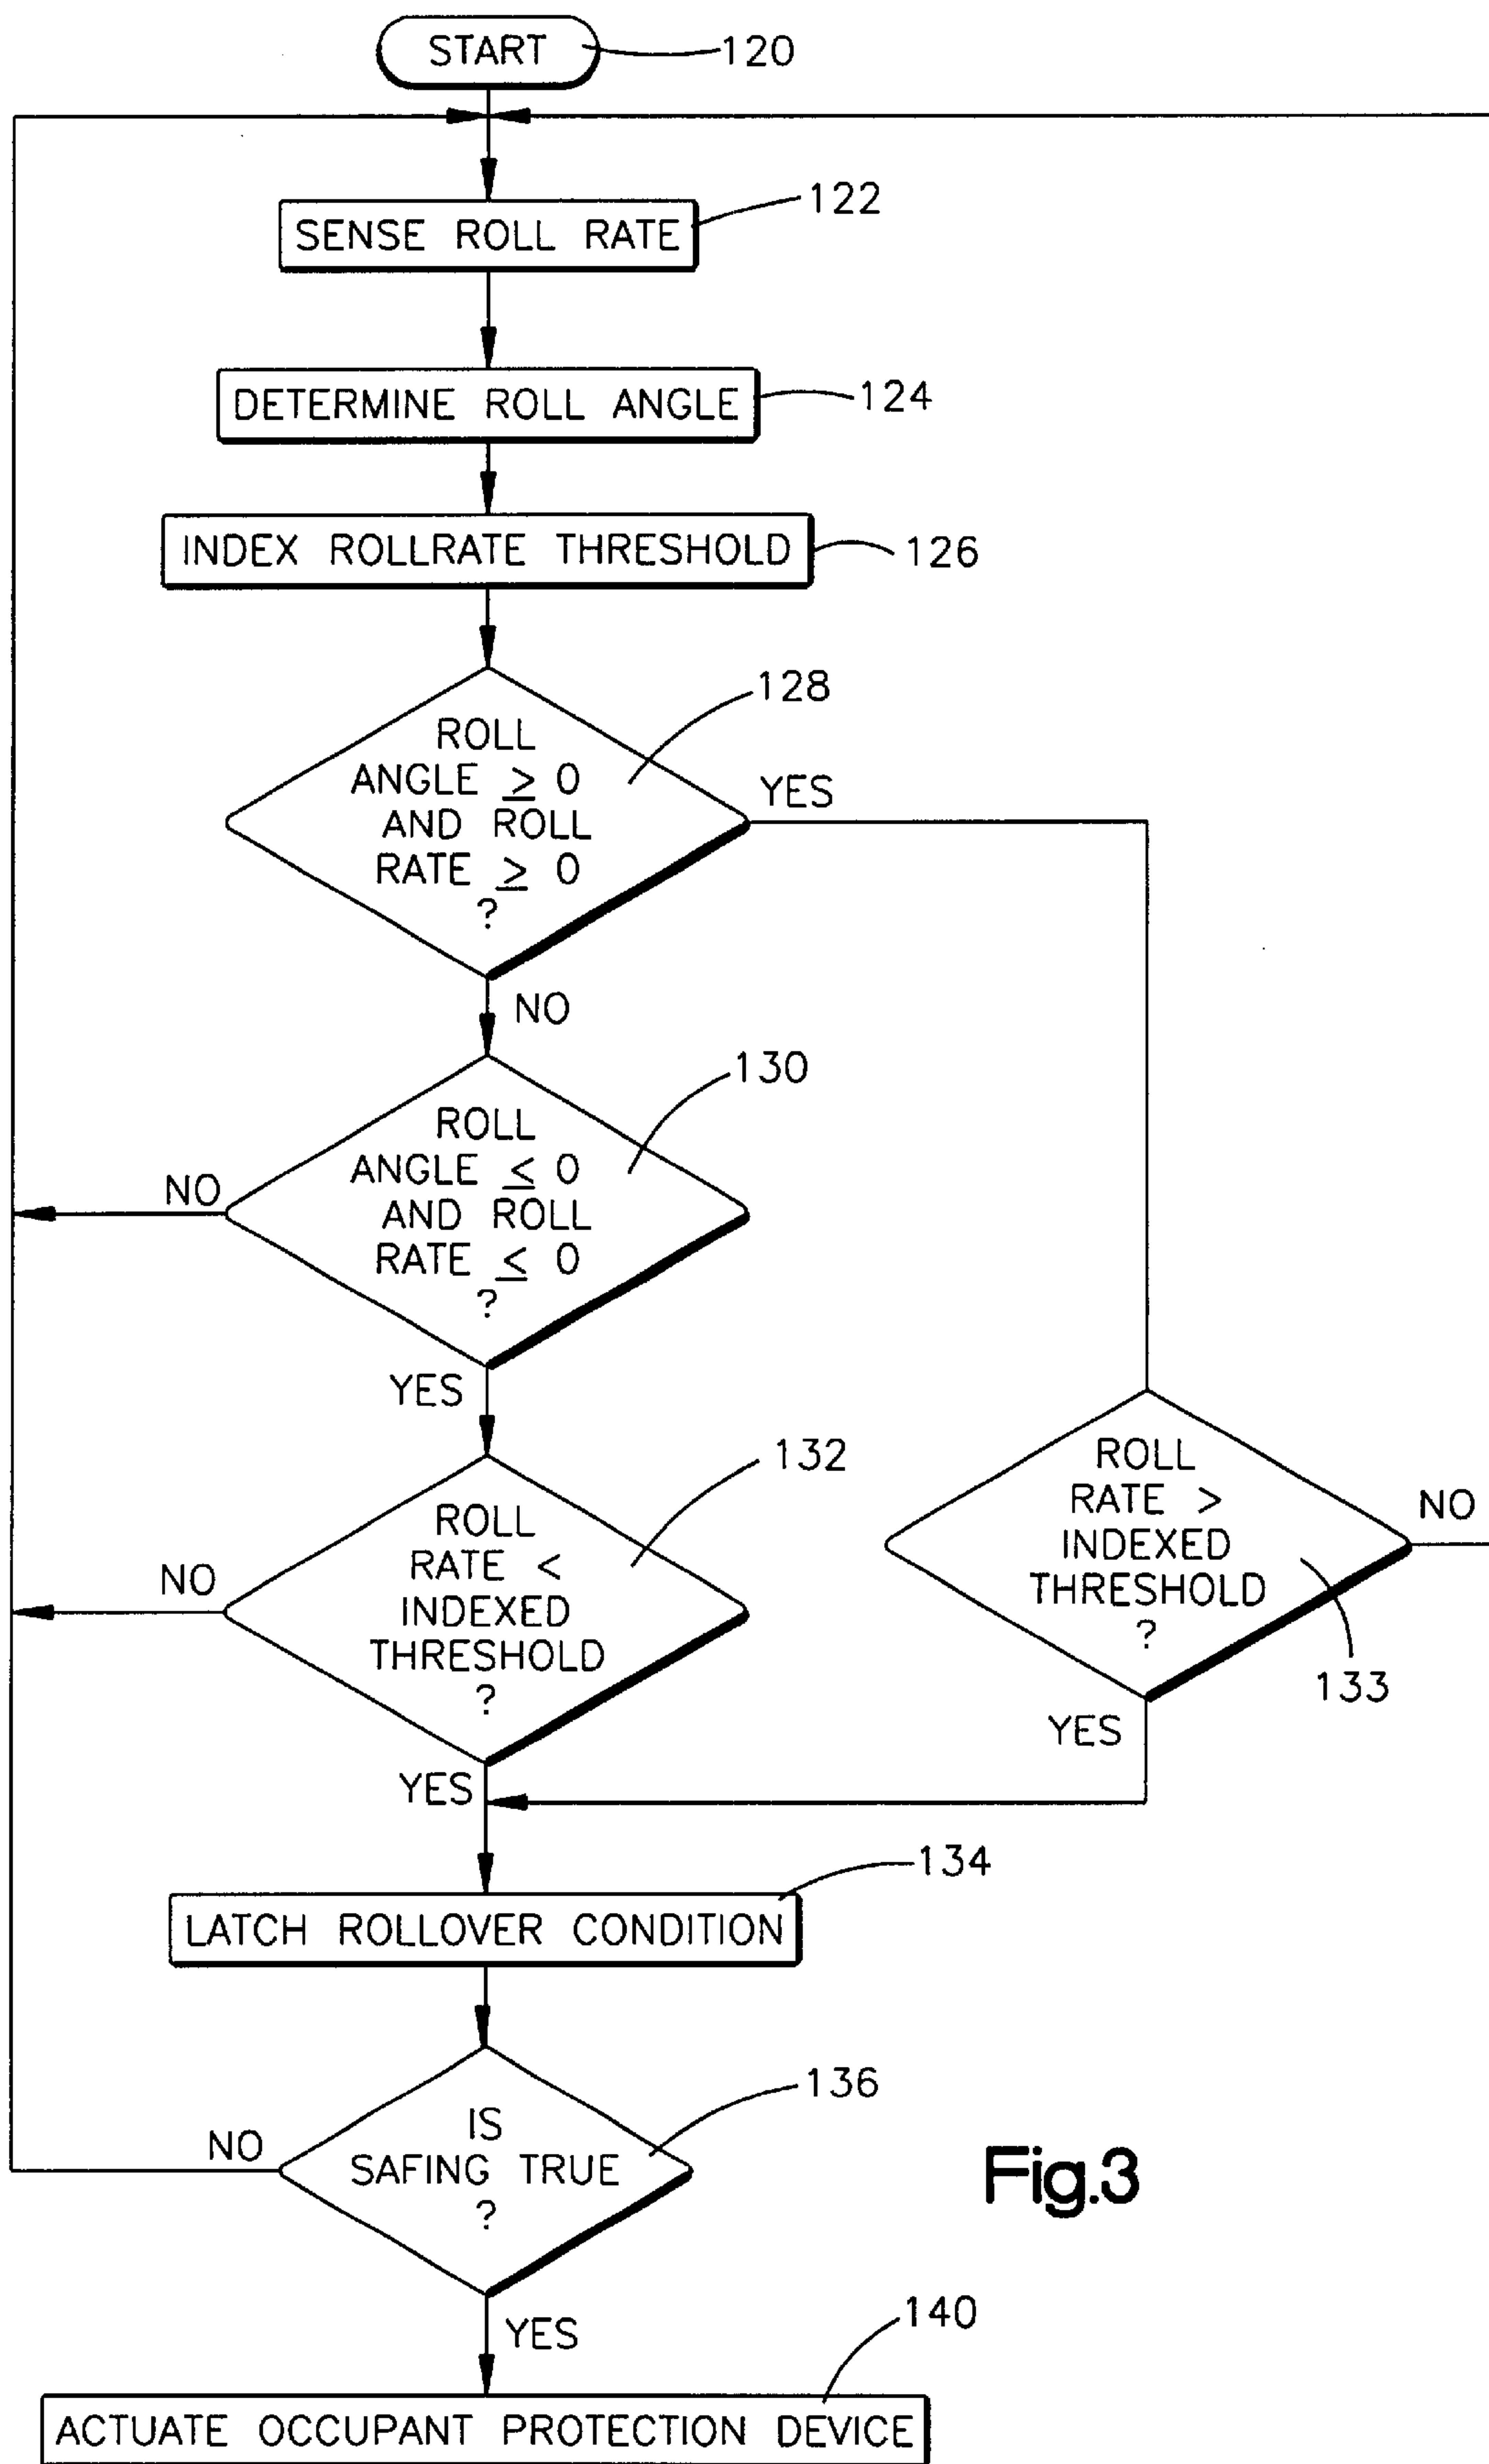 START
120
122
SENSE ROLL RATE
DETERMINE ROLL ANGLE
124
INDEX ROLLRATE THRESHOLD
126
128
ROLL
ANGLE ≥ 0
AND ROLL
RATE ≥ 0
?
YES
NO
130
ROLL
ANGLE ≤ 0
AND ROLL
RATE ≤ 0
?
NO
YES
132
ROLL
RATE <
INDEXED
THRESHOLD
?
NO
YES
ROLL
RATE >
INDEXED
THRESHOLD
?
NO
133
YES
134
LATCH ROLLOVER CONDITION
136
IS
SAFING TRUE
?
NO
YES
Fig.3
140
ACTUATE OCCUPANT PROTECTION DEVICE